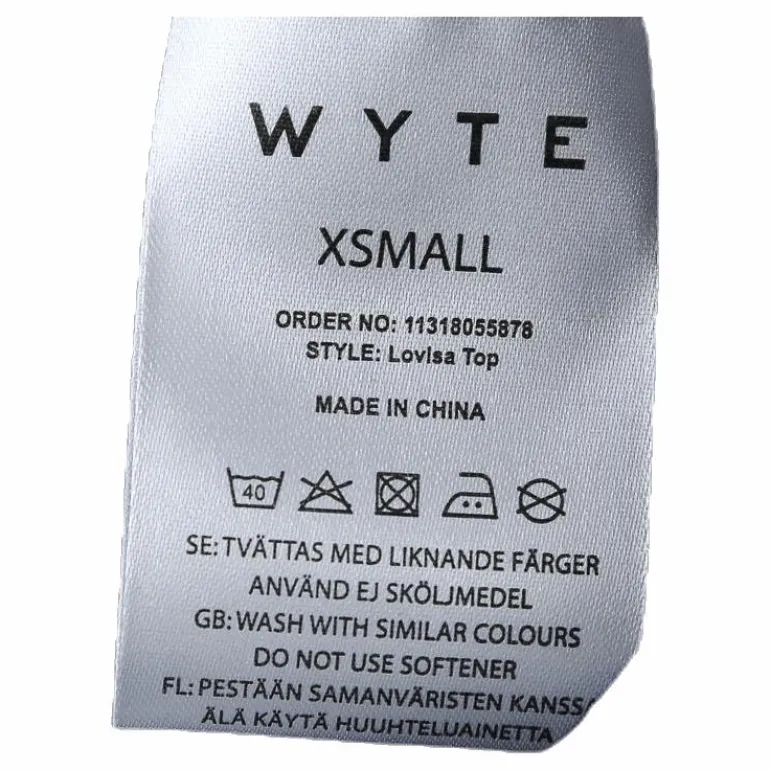 WYTE
XSMALL
ORDER NO: 11318055878
STYLE: Lovisa Top
MADE IN CHINA
40
SE: TVÄTTAS MED LIKNANDE FÄRGER
ANVÄND EJ SKÖLJMEDEL
GB: WASH WITH SIMILAR COLOURS
DO NOT USE SOFTENER
FL: PESTÄÄN SAMANVÄRISTEN KANSSA
ÄLÄ KÄYTÄ HUUHTELUAINETTA